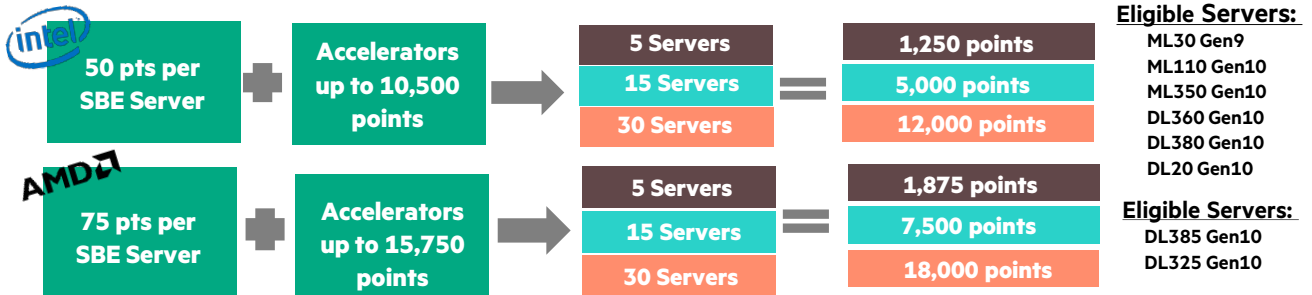 intel
50 pts per
SBE Server
Accelerators
up to 10,500
points
5 Servers
15 Servers
30 Servers
1,250 points
5,000 points
12,000 points
Eligible Servers:
ML30 Gen9
ML110 Gen10
ML350 Gen10
DL360 Gen10
DL380 Gen10
DL20 Gen10
AMD
75 pts per
SBE Server
Accelerators
up to 15,750
points
5 Servers
15 Servers
30 Servers
1,875 points
7,500 points
18,000 points
Eligible Servers:
DL385 Gen10
DL325 Gen10